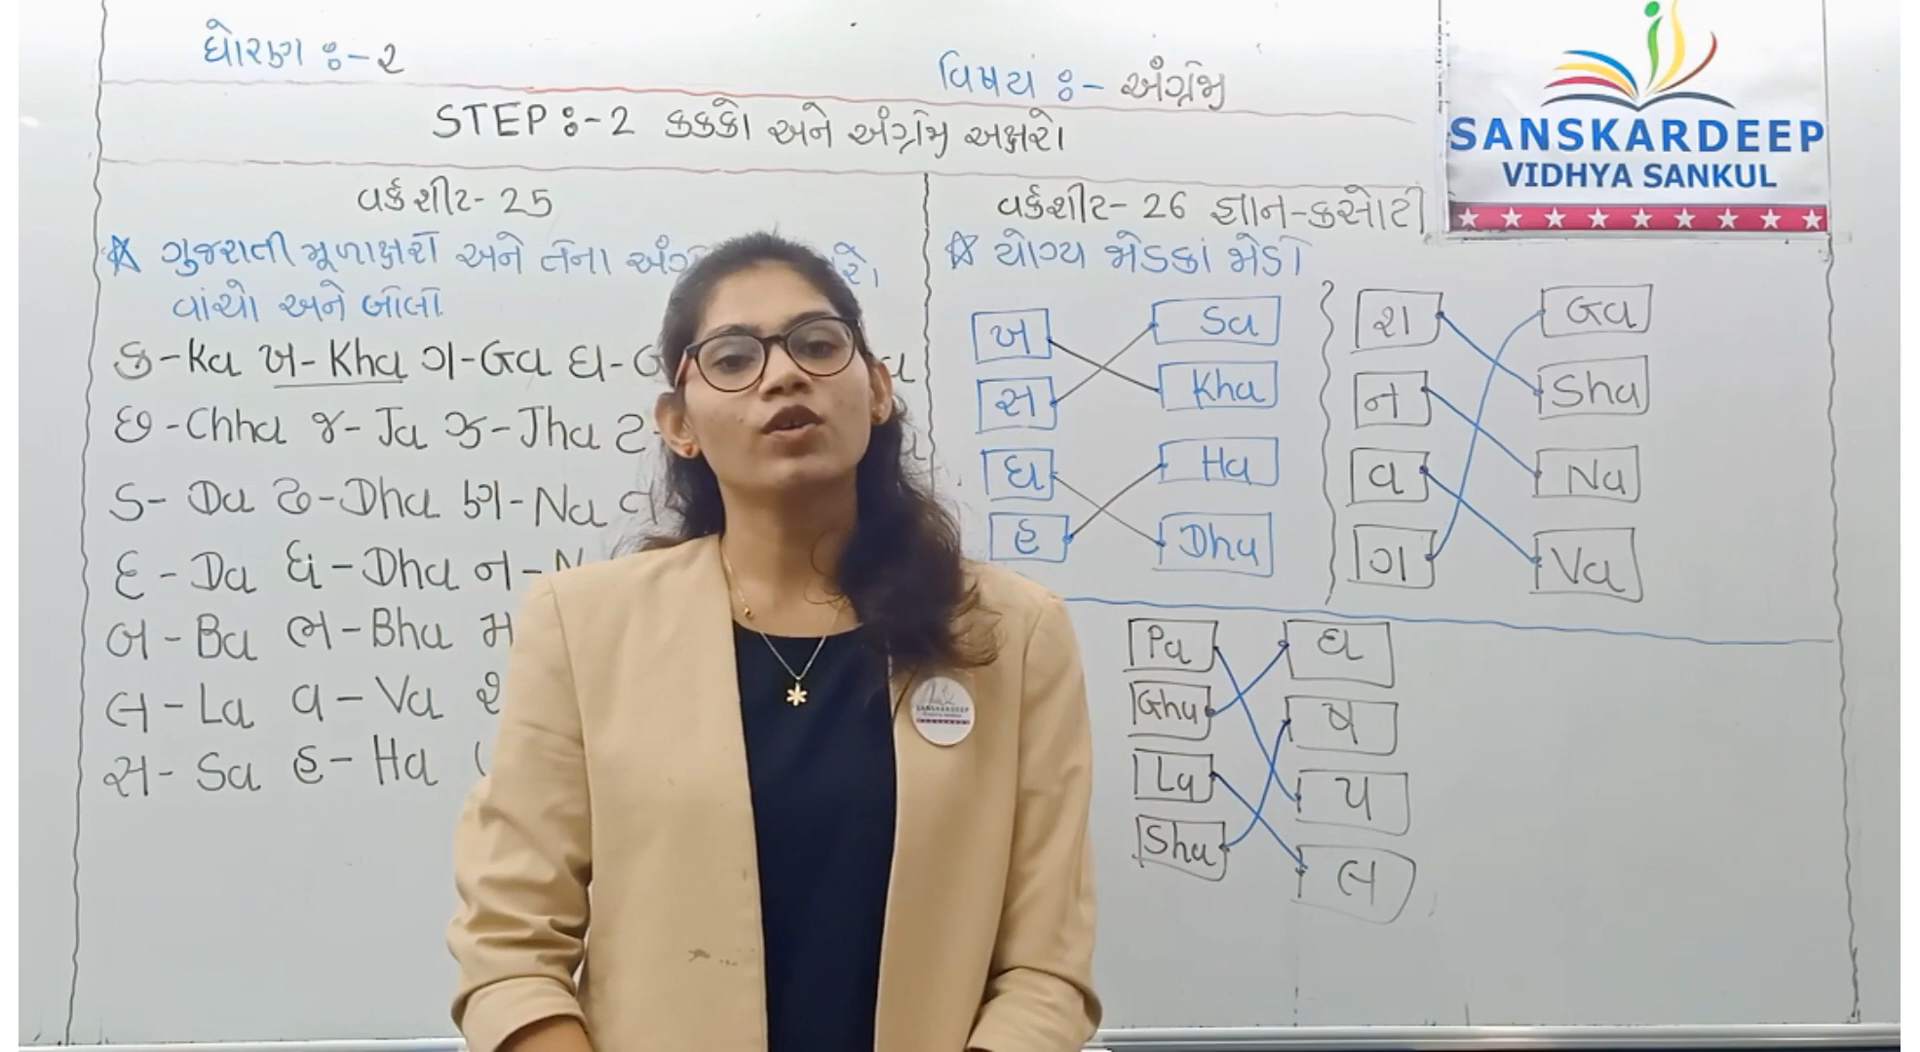 ધોરણ :- ૨
વિષય :- અંગ્રેજી
STEP :- 2 કક્કો અને અંગ્રેજી અક્ષરો
SANSKARDEEP
VIDHYA SANKUL
વર્કશીટ - 25
ગુજરાતી મૂળાક્ષરો અને તેના
વાંચો અને બોલો.
ક - Ka ખ - Kha ગ - Ga ઘ -
છ - Chha જ - Ja ઝ - Jha ટ -
ડ - Da ઢ - Dha ણ - Na
દ - Da ધ - Dha ન -
બ - Ba ભ - Bha મ
લ - La વ - Va
સ - Sa હ - Ha
વર્કશીટ - 26 જ્ઞાન - કસોટી
યોગ્ય જોડકાં જોડો
ખ Sa
સ Kha
ધ Ha
હ Dha
શ Ga
ન Sha
વ Na
ગ Va
Pa ઘ
Gha ષ
La પ
Sha લ
SANSKARDEEP